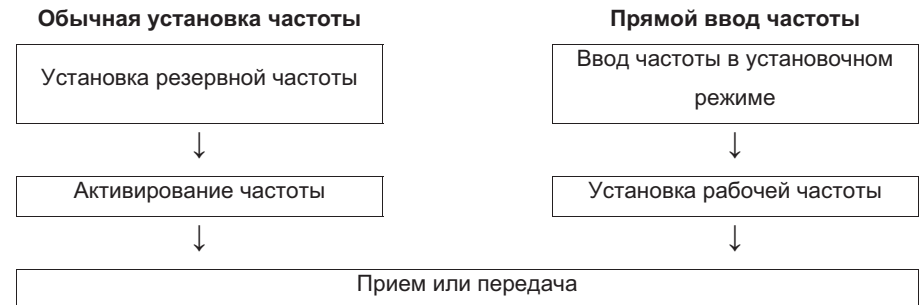 Обычная установка частоты
Прямой ввод частоты
Установка резервной частоты
Ввод частоты в установочном
режиме
↓
↓
Активирование частоты
Установка рабочей частоты
↓
↓
Прием или передача